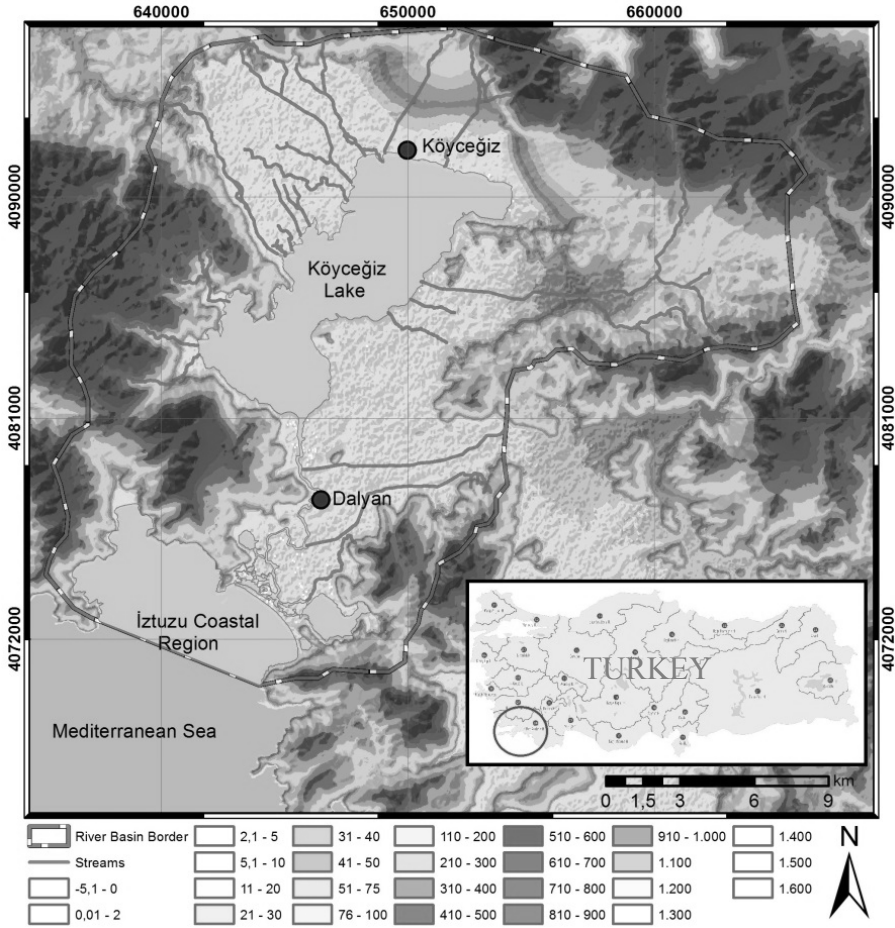 640000 650000 660000
4090000 4090000
Köyceğiz
Köyceğiz
Lake
4081000 4081000
Dalyan
İztuzu Coastal
Region
4072000 4072000
Mediterranean Sea
TURKEY
km
0 1,5 3 6 9
River Basin Border
Streams
-5,1 - 0
0,01 - 2
2,1 - 5
5,1 - 10
11 - 20
21 - 30
31 - 40
41 - 50
51 - 75
76 - 100
110 - 200
210 - 300
310 - 400
410 - 500
510 - 600
610 - 700
710 - 800
810 - 900
910 - 1.000
1.100
1.200
1.300
1.400
1.500
1.600
N